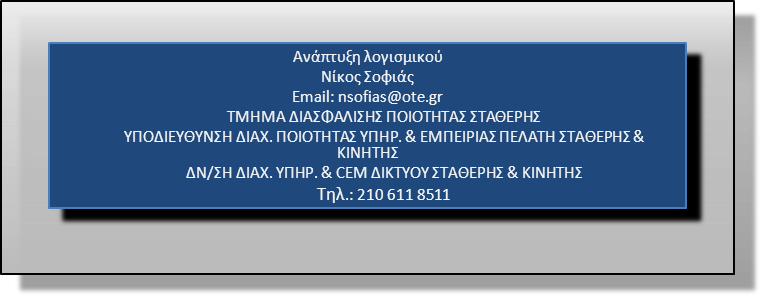 Ανάπτυξη λογισμικού
Νίκος Σοφιάς
Email: nsofias@ote.gr
ΤΜΗΜΑ ΔΙΑΣΦΑΛΙΣΗΣ ΠΟΙΟΤΗΤΑΣ ΣΤΑΘΕΡΗΣ
ΥΠΟΔΙΕΥΘΥΝΣΗ ΔΙΑΧ. ΠΟΙΟΤΗΤΑΣ ΥΠΗΡ. & ΕΜΠΕΙΡΙΑΣ ΠΕΛΑΤΗ ΣΤΑΘΕΡΗΣ &
ΚΙΝΗΤΗΣ
ΔΝ/ΣΗ ΔΙΑΧ. ΥΠΗΡ. & CEM ΔΙΚΤΥΟΥ ΣΤΑΘΕΡΗΣ & ΚΙΝΗΤΗΣ
Τηλ.: 210 611 8511